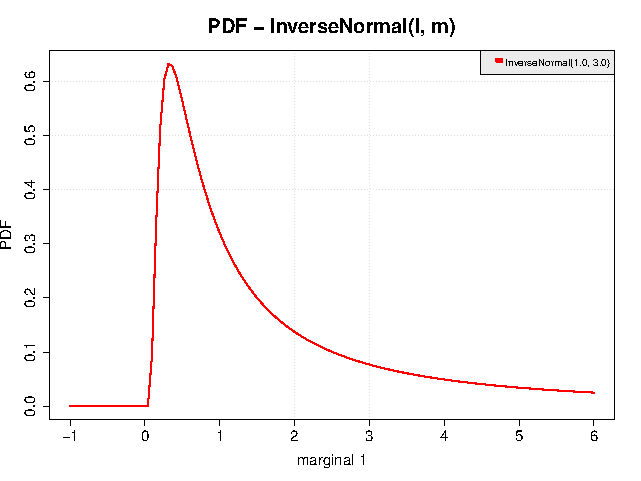 PDF − InverseNormal(l, m)
InverseNormal(1.0, 3.0)
0.6
0.5
0.4
0.3
0.2
0.1
0.0
PDF
−1 0 1 2 3 4 5 6
marginal 1